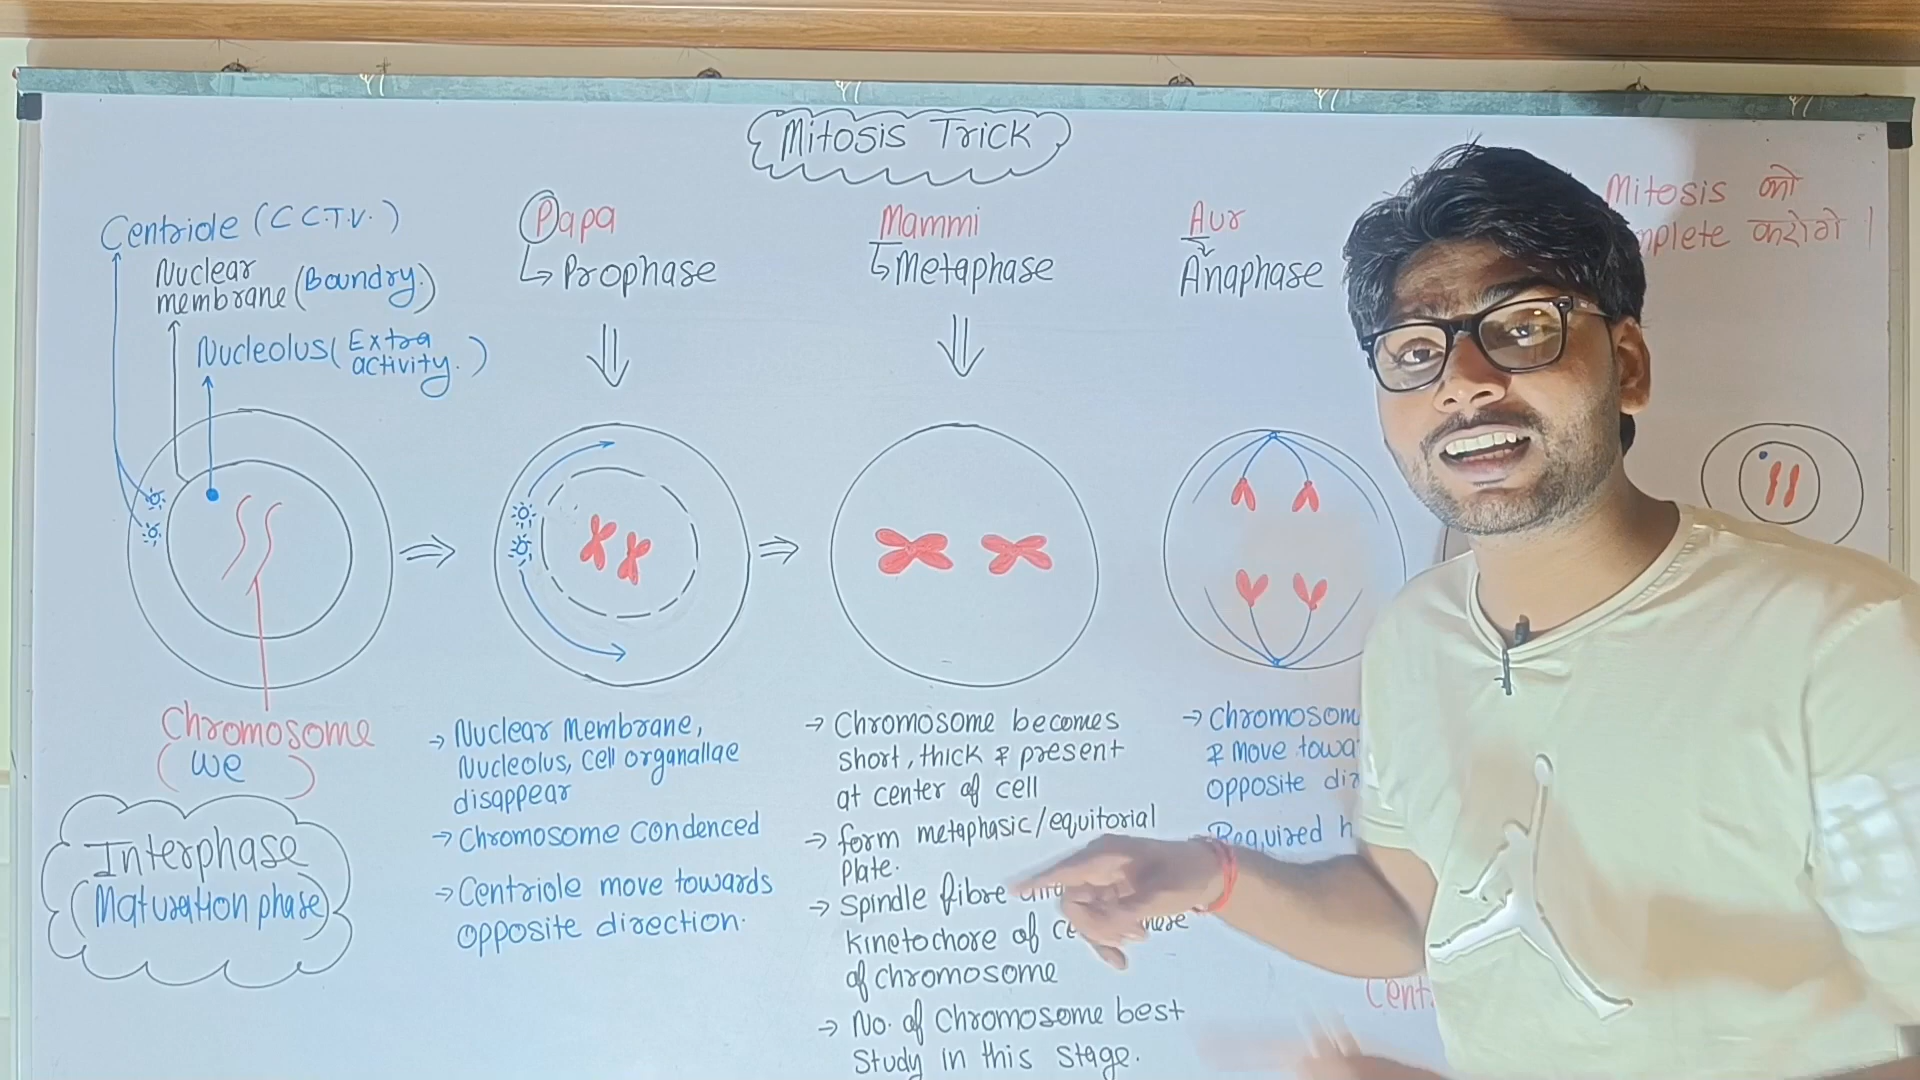 Mitosis Trick
Centriole (C.C.T.V.)
Nuclear
membrane (Boundry.)
Nucleolus (Extra
activity.)
Chromosome
(we)
Interphase
(Maturation phase)
Papa
Prophase
→ Nuclear Membrane,
Nucleolus, cell organallae
disappear
→ Chromosome condenced
→ Centriole move towards
opposite direction.
Mammi
Metaphase
→ Chromosome becomes
short, thick & present
at center of cell
→ form metaphasic/equitorial
Plate.
→ Spindle fibre
kinetochore of
of chromosome
→ No. of Chromosome best
Study in this stage.
Aur
Anaphase
→ Chromosom
& move towa
opposite di
Required h
Cent
Mitosis को
mplete करोगे।